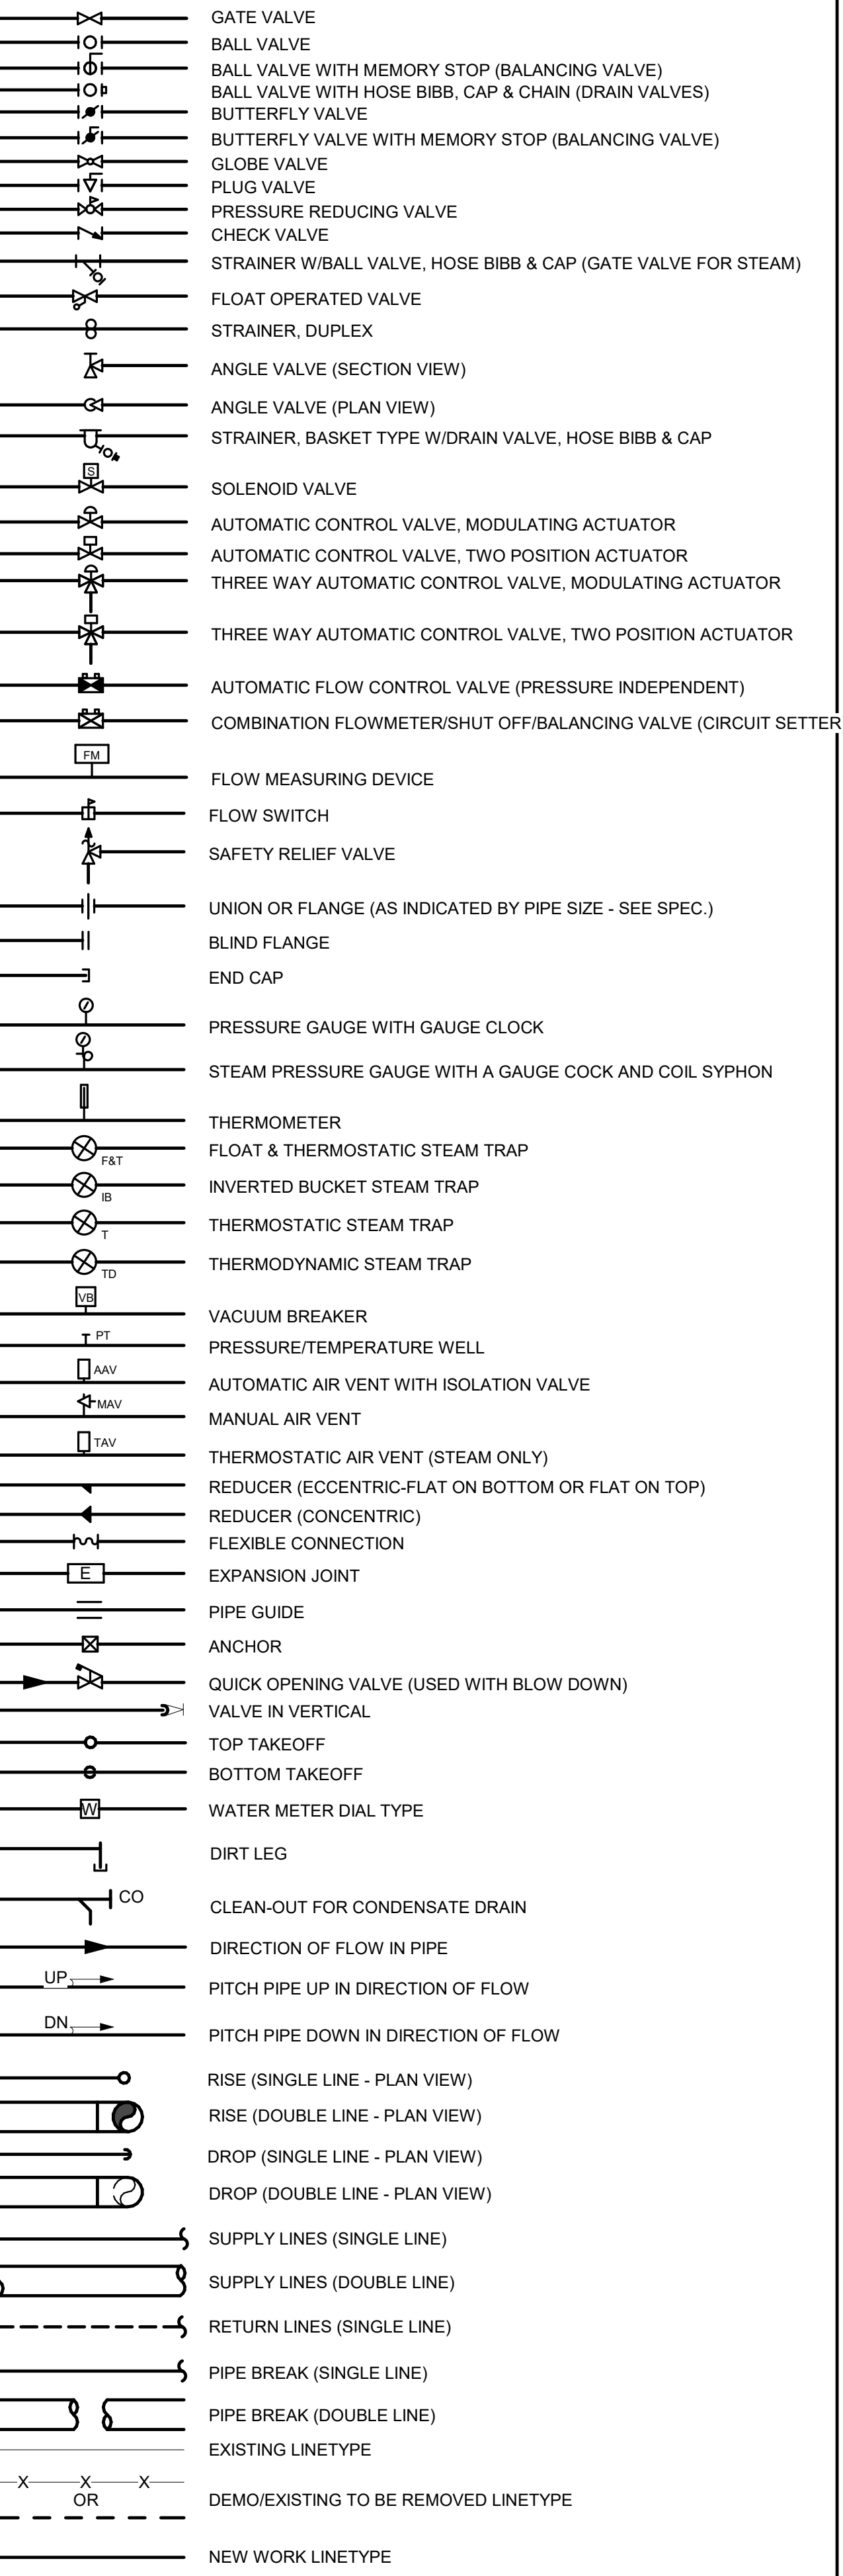 GATE VALVE
BALL VALVE
BALL VALVE WITH MEMORY STOP (BALANCING VALVE)
BALL VALVE WITH HOSE BIBB, CAP & CHAIN (DRAIN VALVES)
BUTTERFLY VALVE
BUTTERFLY VALVE WITH MEMORY STOP (BALANCING VALVE)
GLOBE VALVE
PLUG VALVE
PRESSURE REDUCING VALVE
CHECK VALVE
STRAINER W/BALL VALVE, HOSE BIBB & CAP (GATE VALVE FOR STEAM)
FLOAT OPERATED VALVE
STRAINER, DUPLEX
ANGLE VALVE (SECTION VIEW)
ANGLE VALVE (PLAN VIEW)
STRAINER, BASKET TYPE W/DRAIN VALVE, HOSE BIBB & CAP
S
SOLENOID VALVE
AUTOMATIC CONTROL VALVE, MODULATING ACTUATOR
AUTOMATIC CONTROL VALVE, TWO POSITION ACTUATOR
THREE WAY AUTOMATIC CONTROL VALVE, MODULATING ACTUATOR
THREE WAY AUTOMATIC CONTROL VALVE, TWO POSITION ACTUATOR
AUTOMATIC FLOW CONTROL VALVE (PRESSURE INDEPENDENT)
COMBINATION FLOWMETER/SHUT OFF/BALANCING VALVE (CIRCUIT SETTER
FM
FLOW MEASURING DEVICE
FLOW SWITCH
SAFETY RELIEF VALVE
UNION OR FLANGE (AS INDICATED BY PIPE SIZE - SEE SPEC.)
BLIND FLANGE
END CAP
PRESSURE GAUGE WITH GAUGE CLOCK
STEAM PRESSURE GAUGE WITH A GAUGE COCK AND COIL SYPHON
THERMOMETER
FLOAT & THERMOSTATIC STEAM TRAP
F&T
INVERTED BUCKET STEAM TRAP
IB
THERMOSTATIC STEAM TRAP
T
THERMODYNAMIC STEAM TRAP
TD
VB
VACUUM BREAKER
PT
PRESSURE/TEMPERATURE WELL
AAV
AUTOMATIC AIR VENT WITH ISOLATION VALVE
MAV
MANUAL AIR VENT
TAV
THERMOSTATIC AIR VENT (STEAM ONLY)
REDUCER (ECCENTRIC-FLAT ON BOTTOM OR FLAT ON TOP)
REDUCER (CONCENTRIC)
FLEXIBLE CONNECTION
E EXPANSION JOINT
PIPE GUIDE
ANCHOR
QUICK OPENING VALVE (USED WITH BLOW DOWN)
VALVE IN VERTICAL
TOP TAKEOFF
BOTTOM TAKEOFF
W WATER METER DIAL TYPE
DIRT LEG
CO
CLEAN-OUT FOR CONDENSATE DRAIN
DIRECTION OF FLOW IN PIPE
UP
PITCH PIPE UP IN DIRECTION OF FLOW
DN
PITCH PIPE DOWN IN DIRECTION OF FLOW
RISE (SINGLE LINE - PLAN VIEW)
RISE (DOUBLE LINE - PLAN VIEW)
DROP (SINGLE LINE - PLAN VIEW)
DROP (DOUBLE LINE - PLAN VIEW)
SUPPLY LINES (SINGLE LINE)
SUPPLY LINES (DOUBLE LINE)
RETURN LINES (SINGLE LINE)
PIPE BREAK (SINGLE LINE)
PIPE BREAK (DOUBLE LINE)
EXISTING LINETYPE
X X X
OR
DEMO/EXISTING TO BE REMOVED LINETYPE
NEW WORK LINETYPE